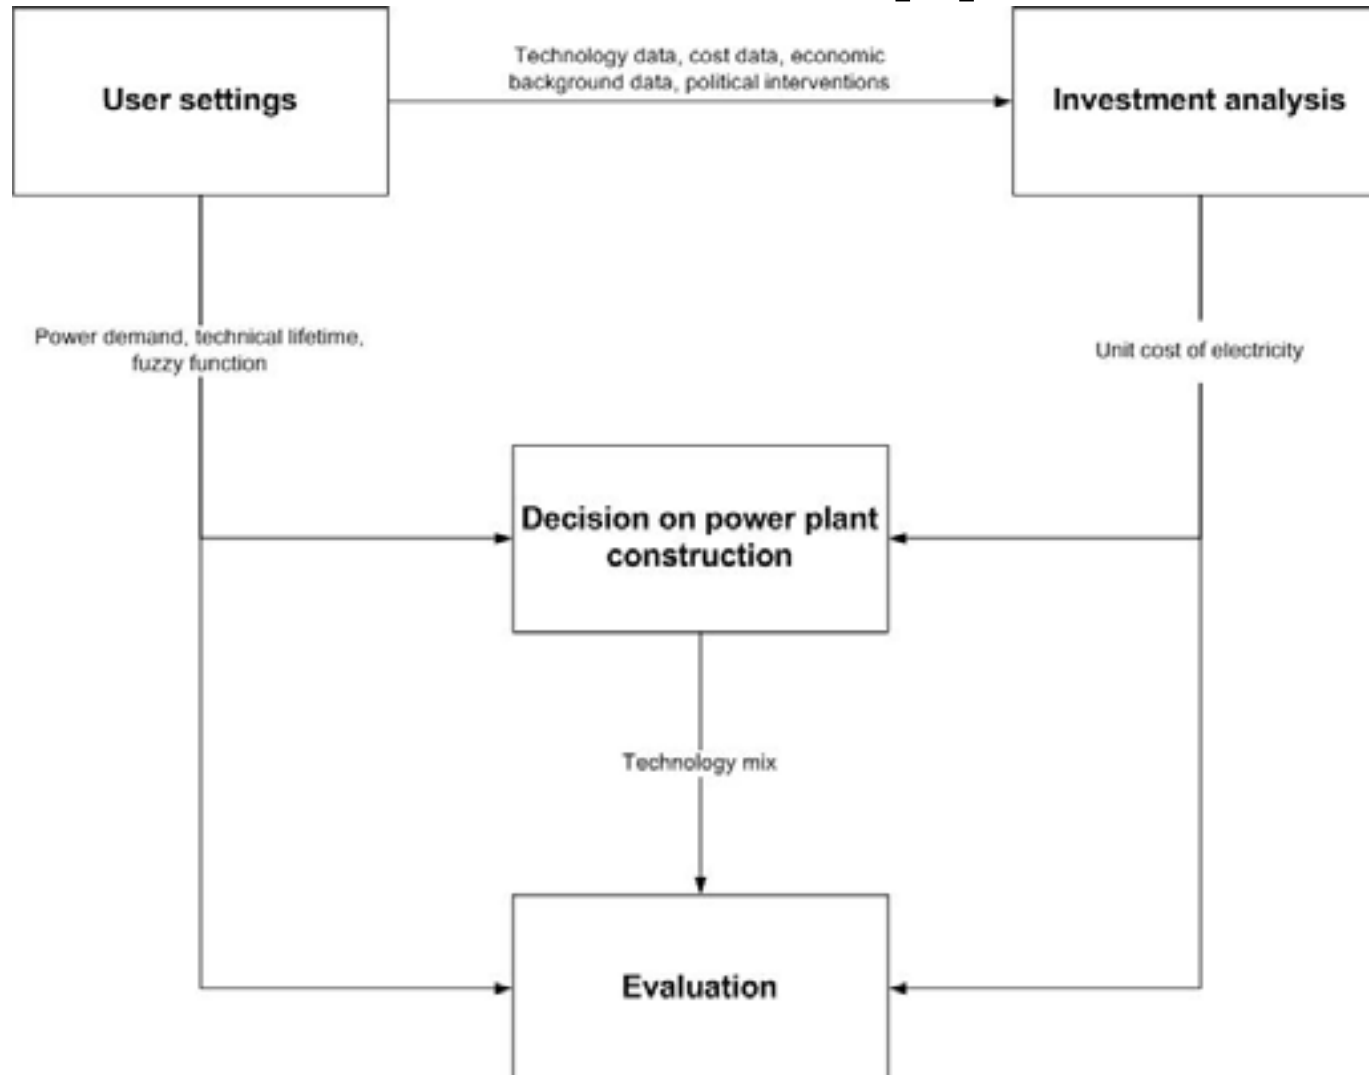 User settings
Technology data, cost data, economic
background data, political interventions
Investment analysis
Power demand, technical lifetime,
fuzzy function
Unit cost of electricity
Decision on power plant
construction
Technology mix
Evaluation